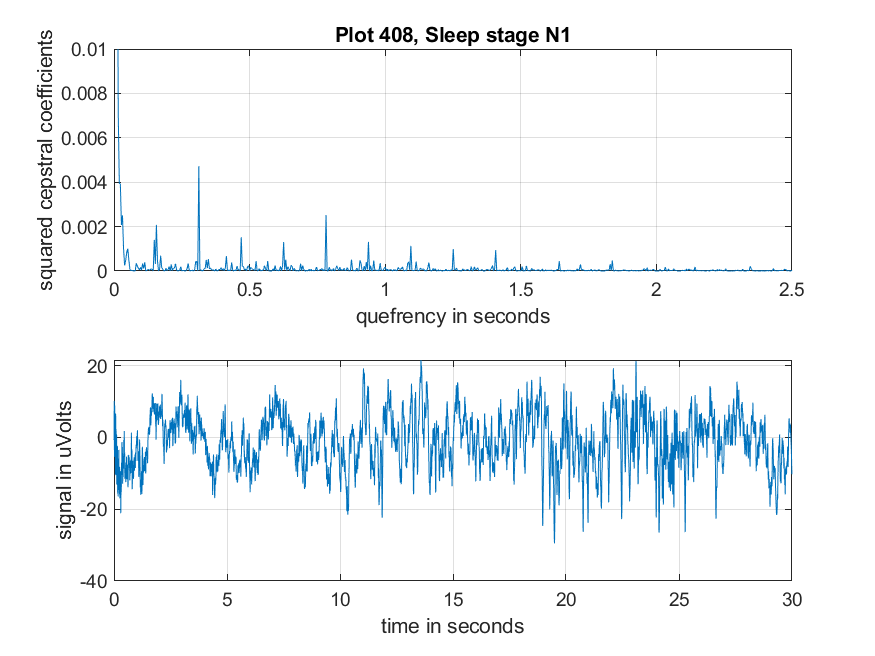 Plot 408, Sleep stage N1
squared cepstral coefficients
0.01
0.008
0.006
0.004
0.002
0
0 0.5 1 1.5 2 2.5
quefrency in seconds
signal in uVolts
20
0
-20
-40
0 5 10 15 20 25 30
time in seconds